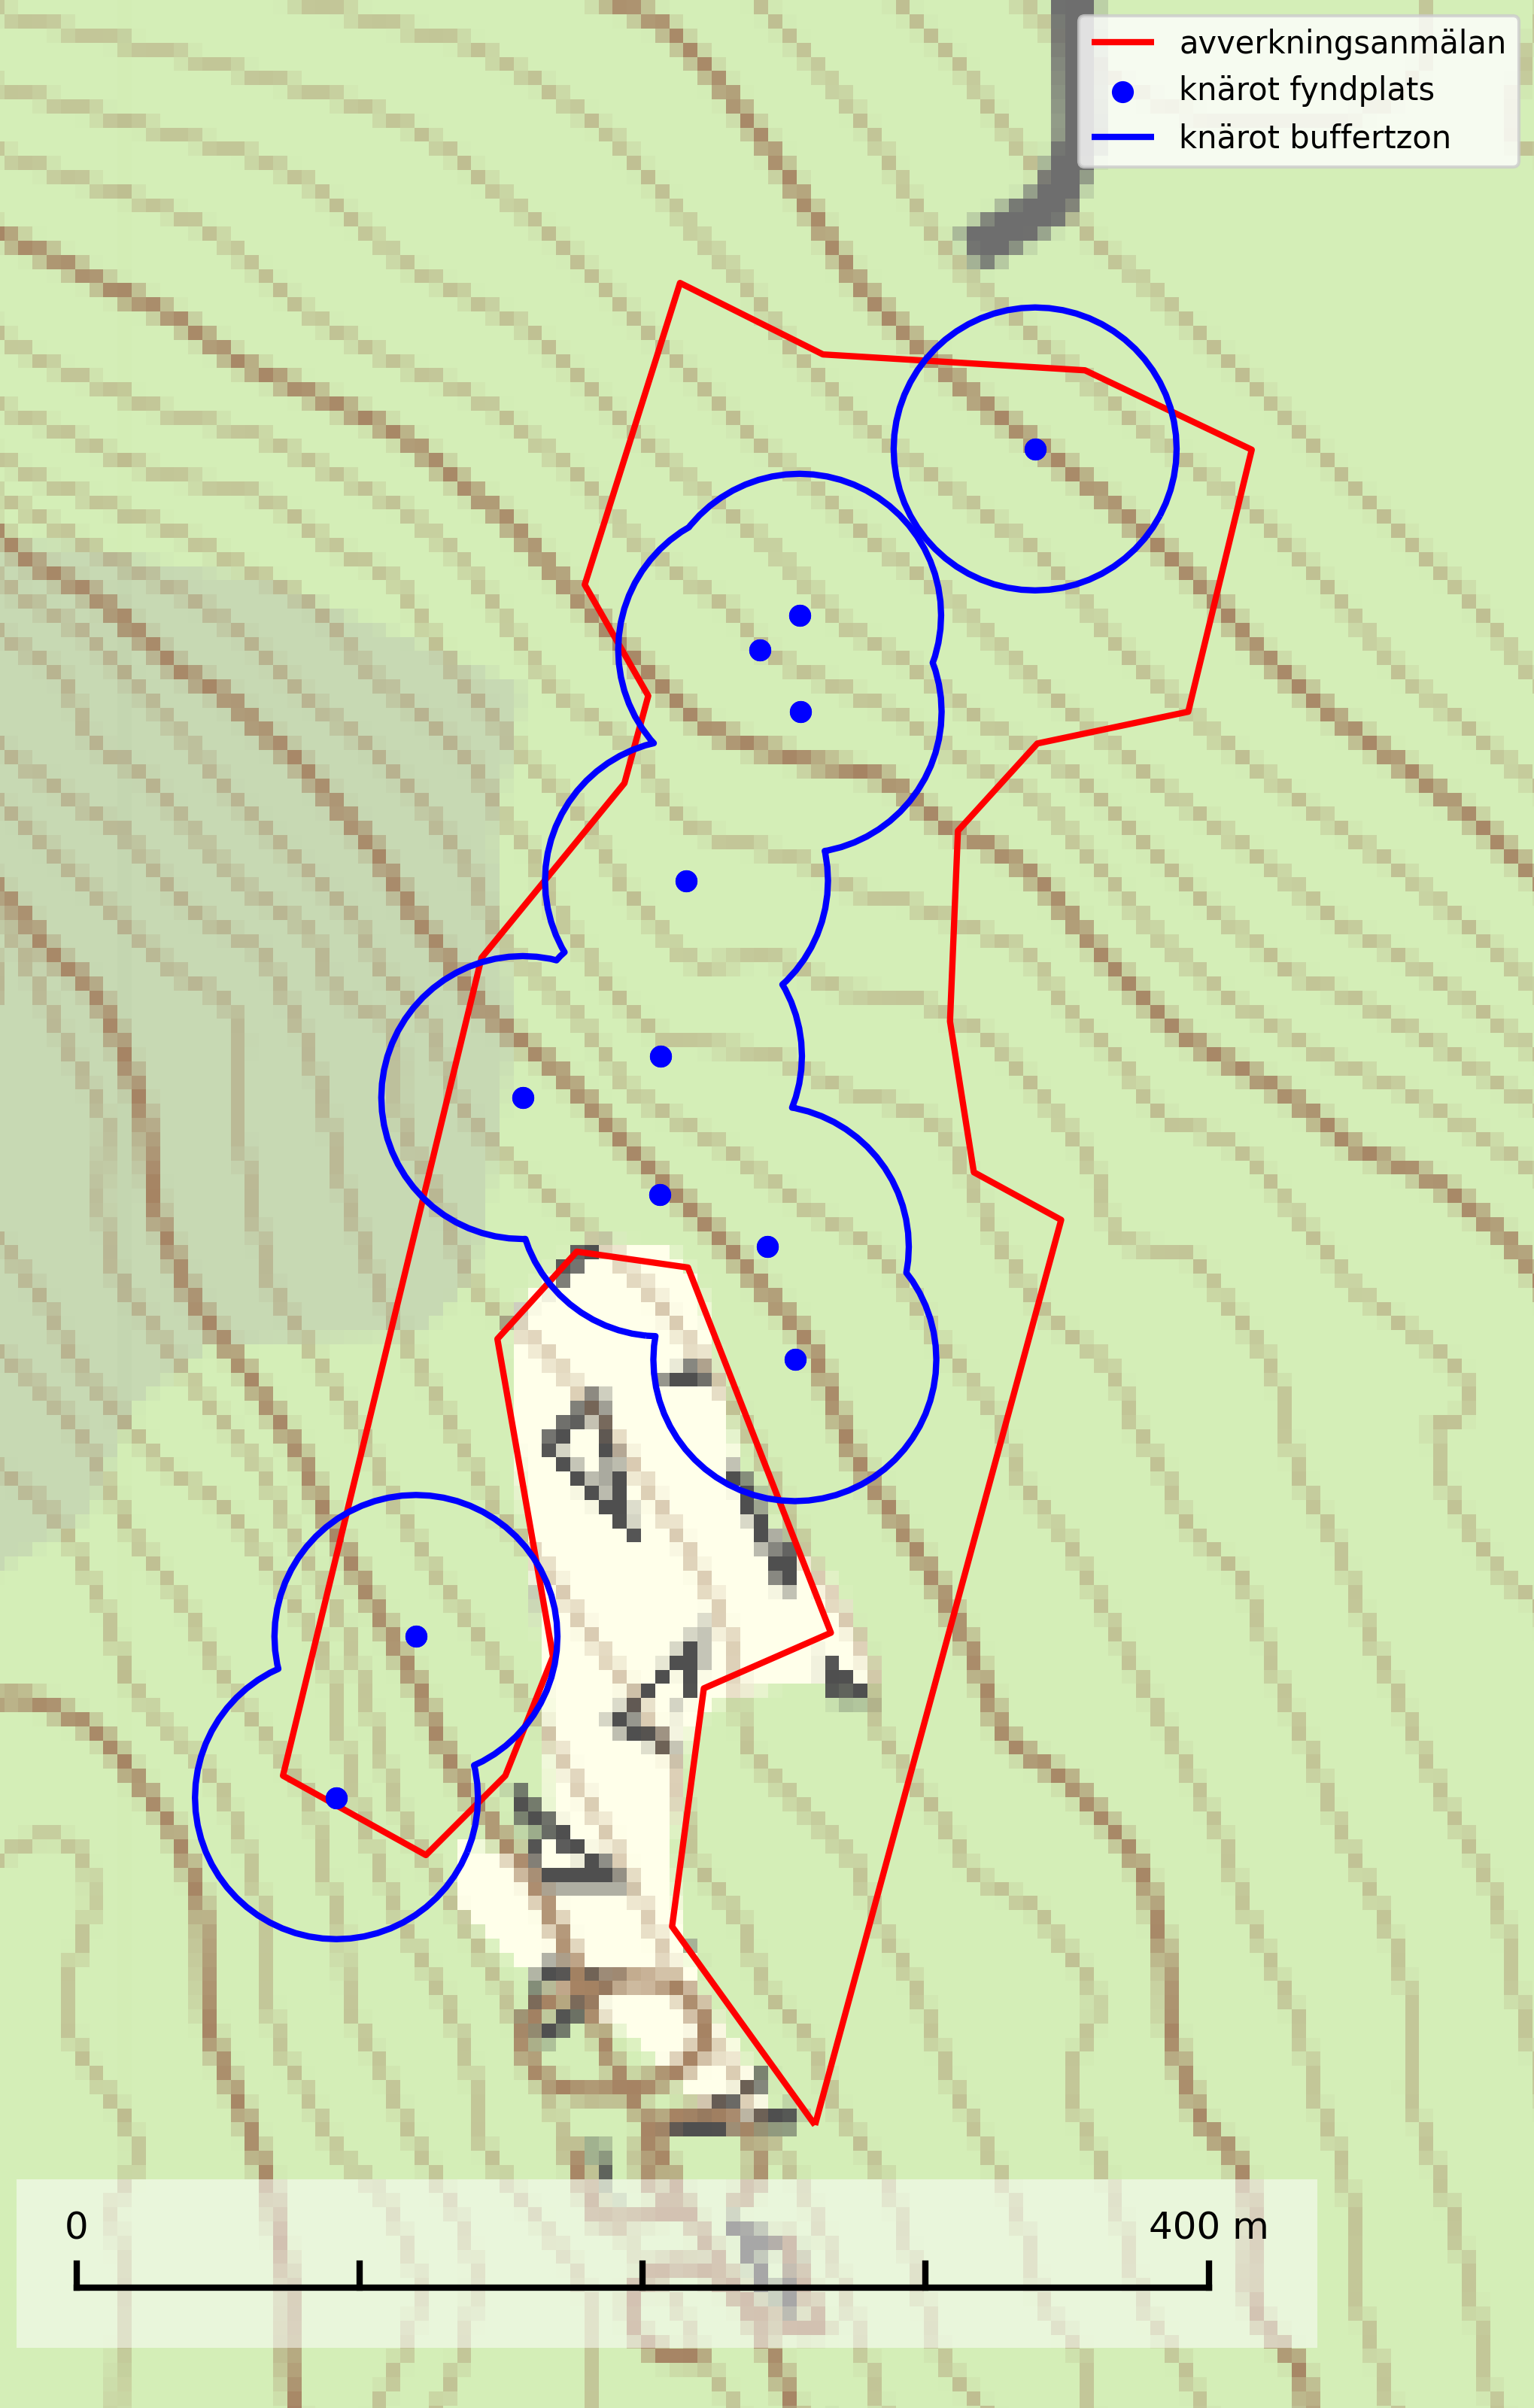 avverkningsanmälan
knärot fyndplats
knärot buffertzon
0
400 m